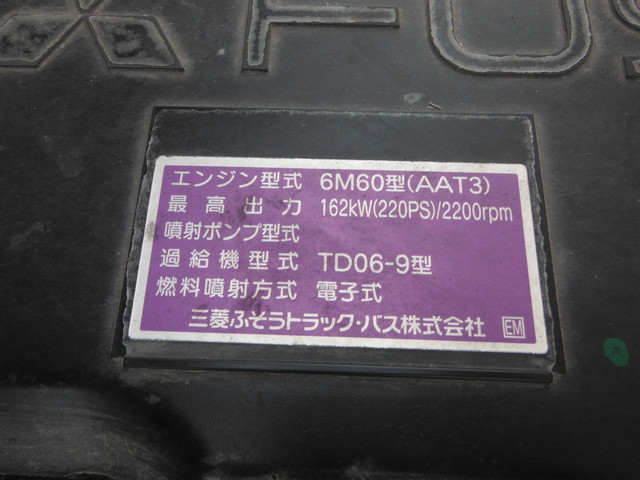 FUS
エンジン型式 6M60型(AAT3)
最高出力 162kW(220PS)/2200rpm
噴射ポンプ型式
過給機型式 TD06-9型
燃料噴射方式 電子式
三菱ふそうトラック・バス株式会社 EM